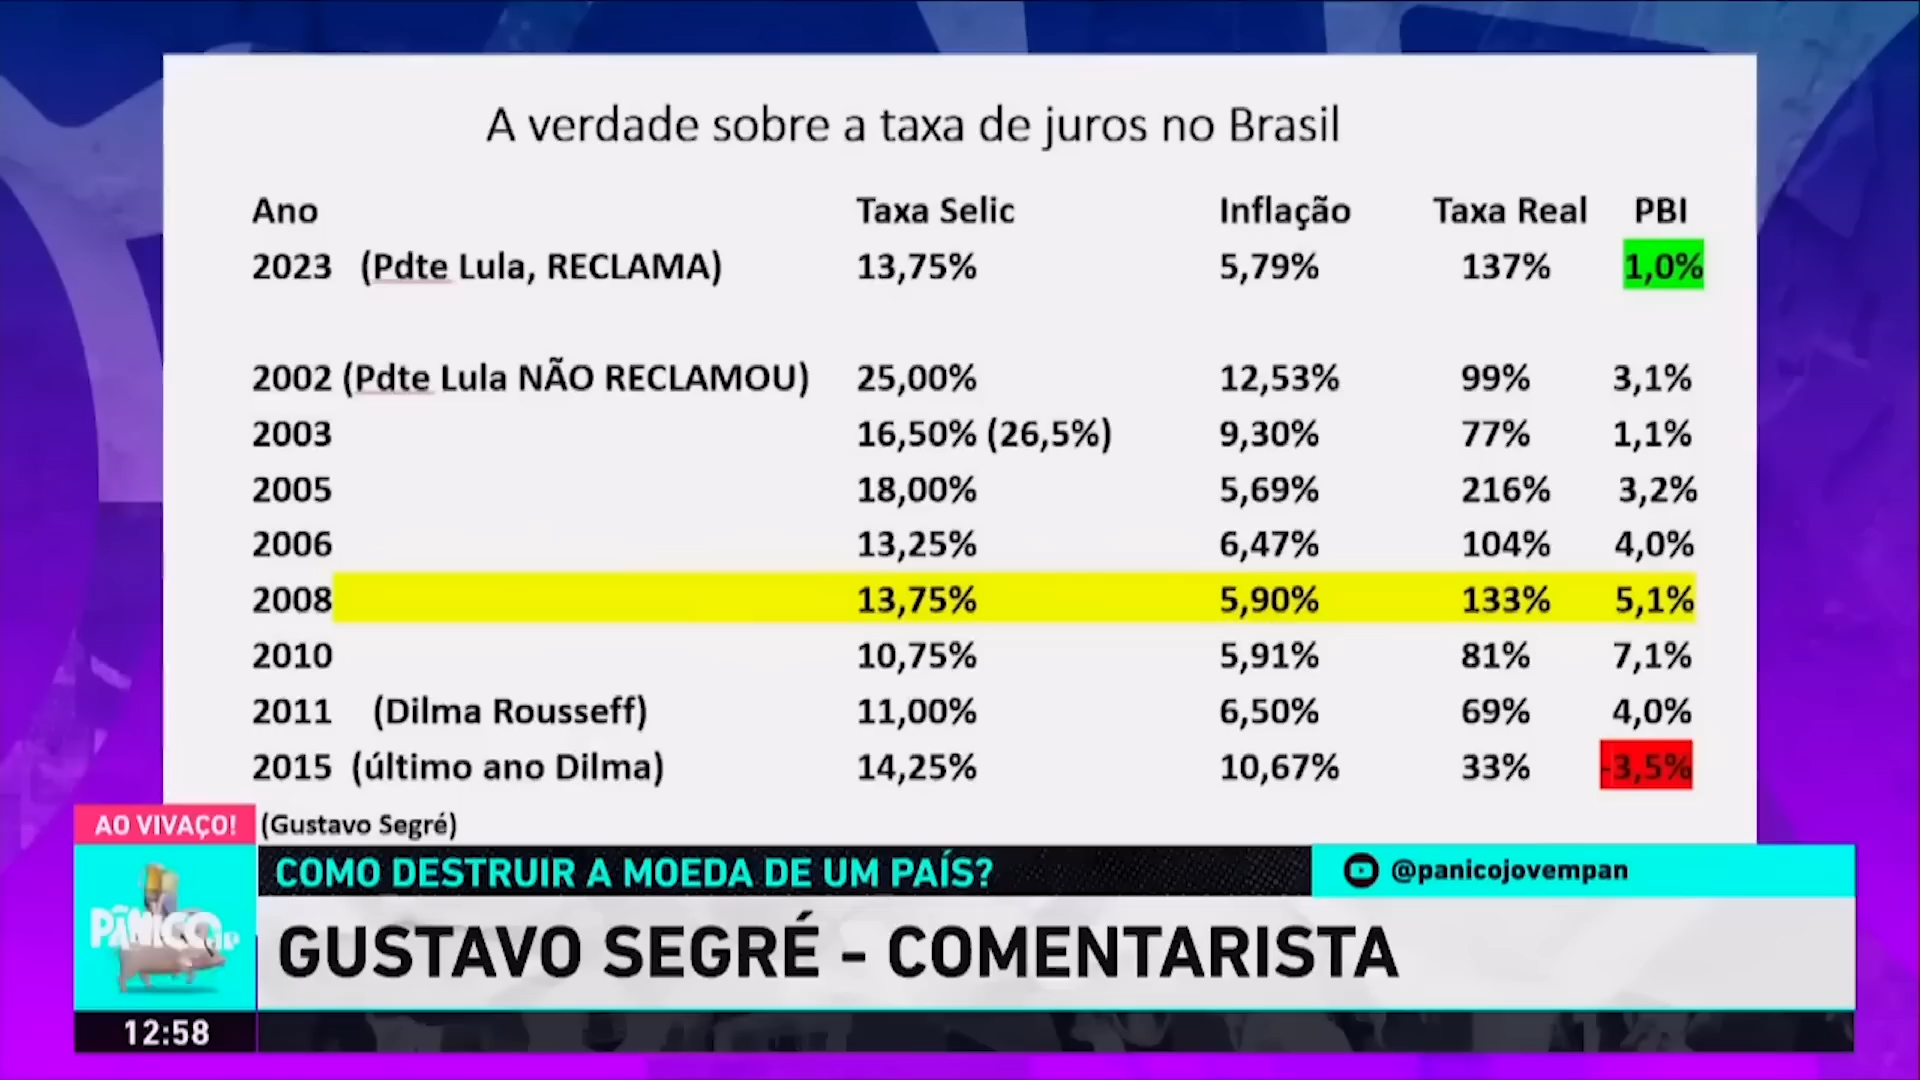 A verdade sobre a taxa de juros no Brasil
Ano Taxa Selic Inflação Taxa Real PBI
2023 (Pdte Lula, RECLAMA) 13,75% 5,79% 137% 1,0%
2002 (Pdte Lula NÃO RECLAMOU) 25,00% 12,53% 99% 3,1%
2003 16,50% (26,5%) 9,30% 77% 1,1%
2005 18,00% 5,69% 216% 3,2%
2006 13,25% 6,47% 104% 4,0%
2008 13,75% 5,90% 133% 5,1%
2010 10,75% 5,91% 81% 7,1%
2011 (Dilma Rousseff) 11,00% 6,50% 69% 4,0%
2015 (último ano Dilma) 14,25% 10,67% 33% -3,5%
AO VIVAÇO! (Gustavo Segré)
COMO DESTRUIR A MOEDA DE UM PAÍS? @panicojovempan
PÂNICO JP
GUSTAVO SEGRÉ - COMENTARISTA
12:58